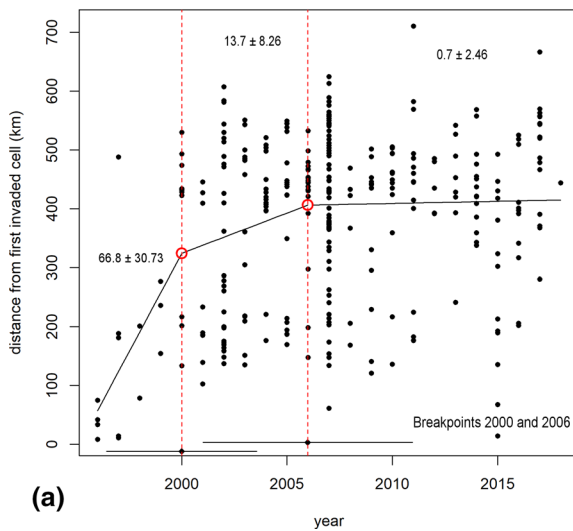 13.7 ± 8.26
0.7 ± 2.46
66.8 ± 30.73
distance from first invaded cell (km)
700
600
500
400
300
200
100
0
Breakpoints 2000 and 2006
2000
2005
2010
2015
(a)
year